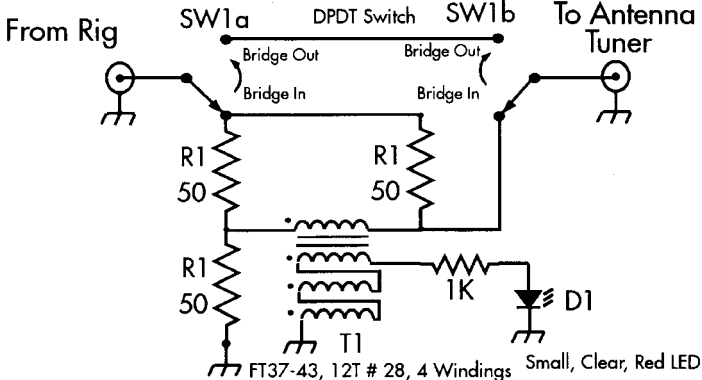 From Rig
SW1a
DPDT Switch
SW1b
To Antenna
Tuner
Bridge Out
Bridge Out
Bridge In
Bridge In
R1
50
R1
50
R1
50
1K
D1
T1
FT37-43, 12T # 28, 4 Windings
Small, Clear, Red LED